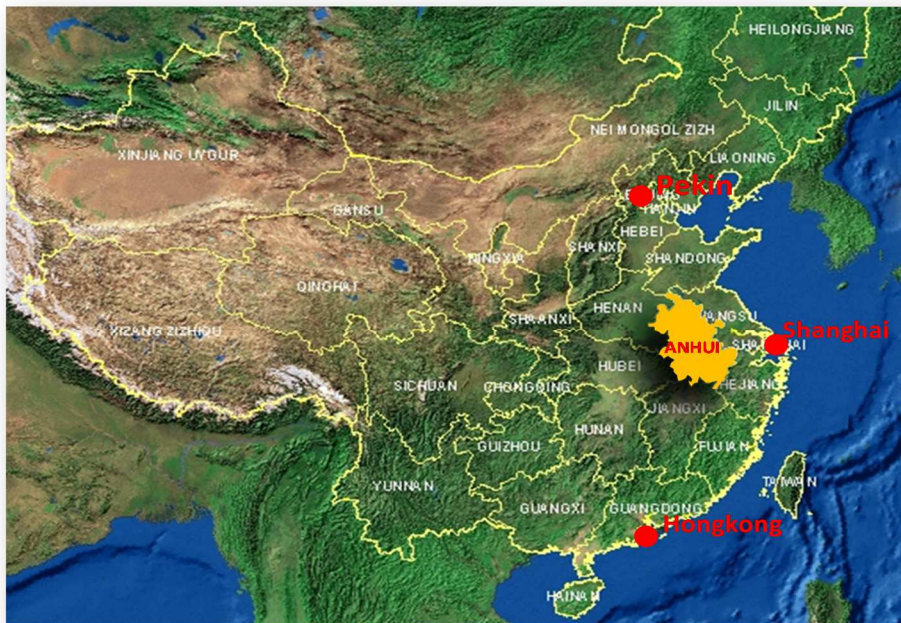 HEILONGJIANG
JILIN
NEI MONGOL ZIZH
XINJIANG UYGUR
LIAONING
Pekin
TIANJIN
GANSU
HEBEI
SHANXI
NINGXIA
SHANDONG
QINGHAI
HENAN
SHAANXI
Shanghai
XIZANG ZIZHIQU
ANHUI
HUBEI
SICHUAN
CHONGQING
JIANGXI
HUNAN
GUIZHOU
FUJIAN
TAIWAN
YUNNAN
GUANGXI
GUANGDONG
Hongkong
HAINAN